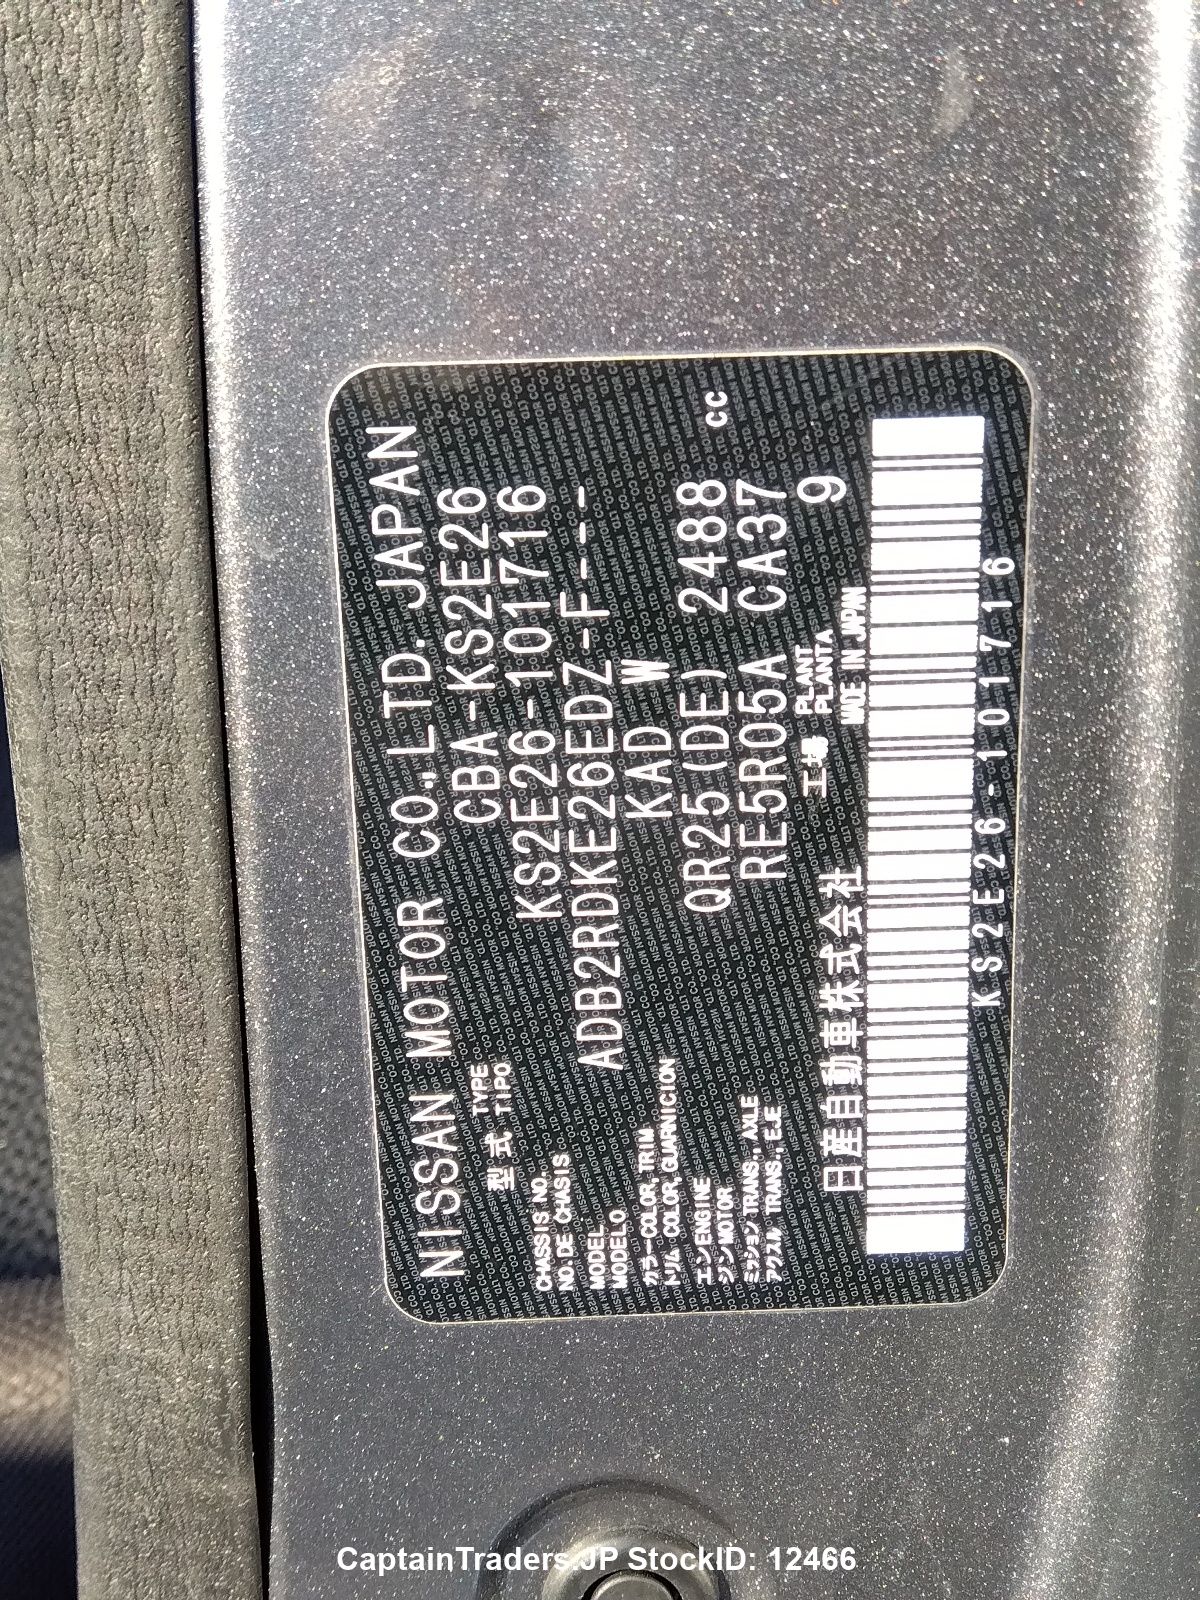 NISSAN MOTOR CO., LTD. JAPAN
型式 TYPE TIPO CBA-KS2E26
CHASSIS NO. NO. DE CHASIS KS2E26-101716
MODEL MODELO ADB2RDKE26EDZ-F---
カラー COLOR, TRIM トリム COLOR, GUARNICION KAD W
エンジン ENGINE MOTOR QR25(DE) 2488 cc
ミッション TRANS., AXLE アクスル TRANS., EJE RE5R05A CA37
工場 PLANT PLANTA 9
日産自動車株式会社 MADE IN JAPAN
KS2E26-101716
CaptainTraders.JP StockID: 12466